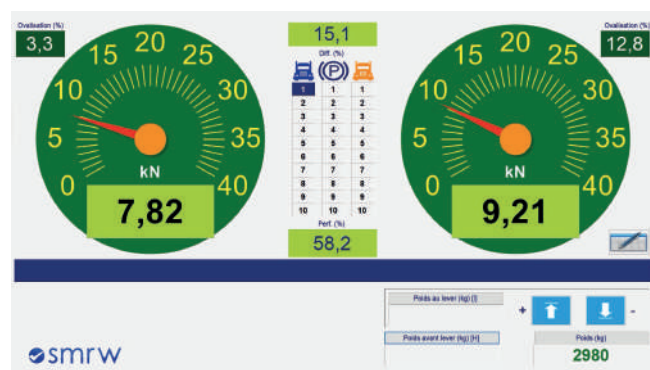 Ovalisation (%)
3,3
0
5
10
15
20
25
30
35
40
kN
7,82
15,1
Diff. (%)
P
1 1 1
2 2 2
3 3 3
4 4 4
5 5 5
6 6 6
7 7 7
8 8 8
9 9 9
10 10 10
Perf. (%)
58,2
Ovalisation (%)
12,8
0
5
10
15
20
25
30
35
40
kN
9,21
Poids au lever (kg) [I]
+
-
Poids avant lever (kg) [H]
Poids (kg)
2980
smrw